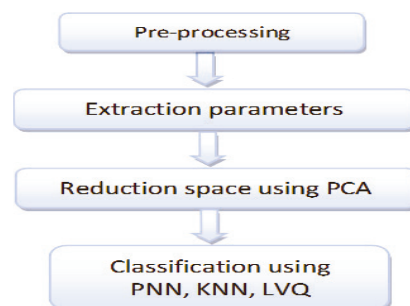 Pre-processing
Extraction parameters
Reduction space using PCA
Classification using
PNN, KNN, LVQ